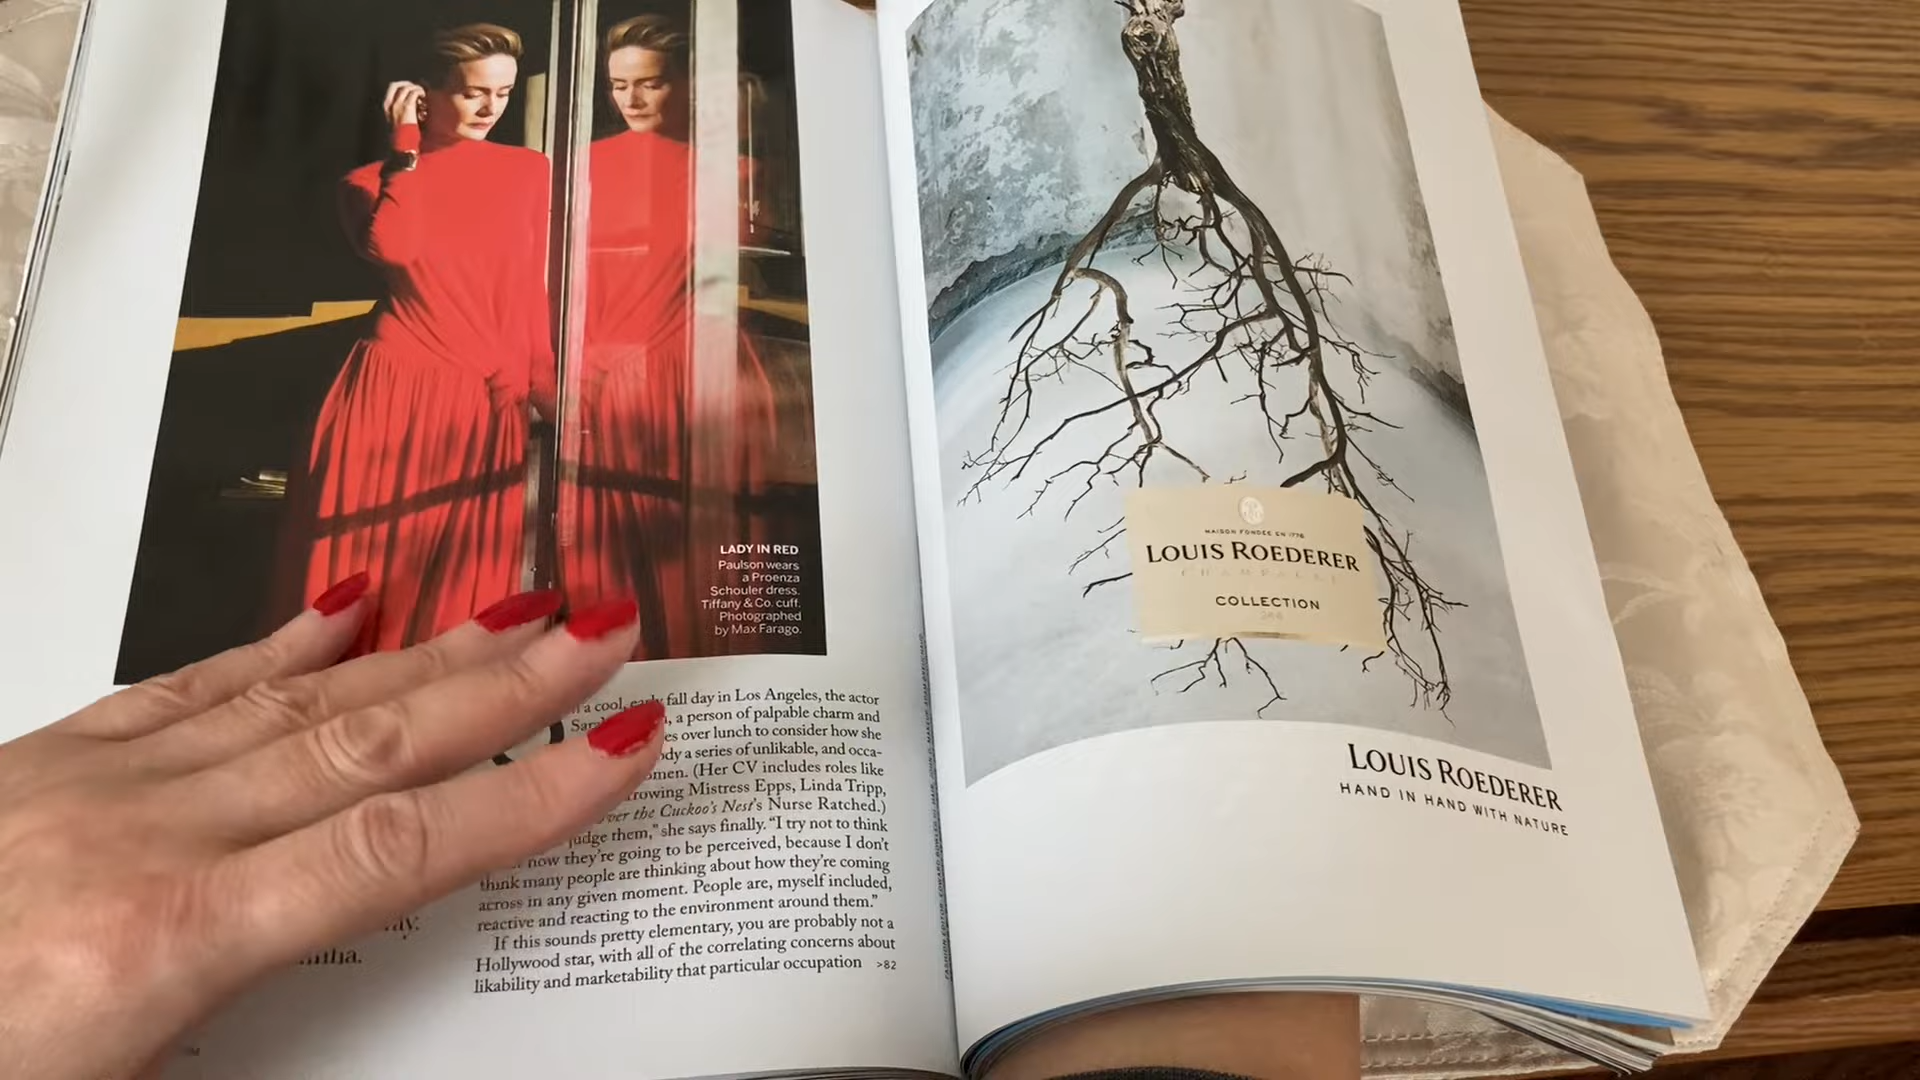 LADY IN RED
Paulson wears
a Proenza
Schouler dress.
Tiffany & Co. cuff.
Photographed
by Max Farago.
a cool, early fall day in Los Angeles, the actor
a person of palpable charm and
over lunch to consider how she
a series of unlikable, and occa-
(Her CV includes roles like
Mistress Epps, Linda Tripp,
over the Cuckoo's Nest's Nurse Ratched.)
judge them," she says finally. "I try not to think
how they're going to be perceived, because I don't
think many people are thinking about how they're coming
across in any given moment. People are, myself included,
reactive and reacting to the environment around them."
If this sounds pretty elementary, you are probably not a
Hollywood star, with all of the correlating concerns about
likability and marketability that particular occupation >82
MAISON FONDÉE EN 1776
LOUIS ROEDERER
CHAMPAGNE
COLLECTION
LOUIS ROEDERER
HAND IN HAND WITH NATURE